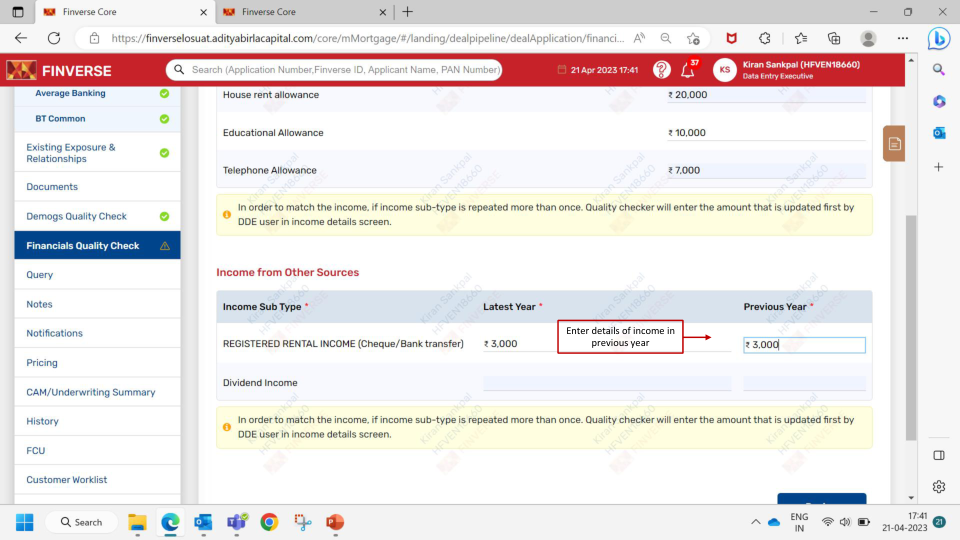 Finverse Core
Finverse Core
https://finverselosuat.adityabirlacapital.com/core/mMortgage/#/landing/dealpipeline/dealApplication/financi...
FINVERSE
Search (Application Number,Finverse ID, Applicant Name, PAN Number)
21 Apr 2023 17:41
37
KS
Kiran Sankpal (HFVEN18660)
Data Entry Executive
Average Banking
BT Common
Existing Exposure &
Relationships
Documents
Demogs Quality Check
Financials Quality Check
Query
Notes
Notifications
Pricing
CAM/Underwriting Summary
History
FCU
Customer Worklist
House rent allowance
₹ 20,000
Educational Allowance
₹ 10,000
Telephone Allowance
₹ 7,000
In order to match the income, if income sub-type is repeated more than once. Quality checker will enter the amount that is updated first by
DDE user in income details screen.
Income from Other Sources
Income Sub Type *
Latest Year *
Previous Year *
REGISTERED RENTAL INCOME (Cheque/Bank transfer)
₹ 3,000
Enter details of income in
previous year
₹ 3,000
Dividend Income
In order to match the income, if income sub-type is repeated more than once. Quality checker will enter the amount that is updated first by
DDE user in income details screen.
Kiran Sankpal
HFVEN18660
Search
ENG
IN
17:41
21-04-2023
21